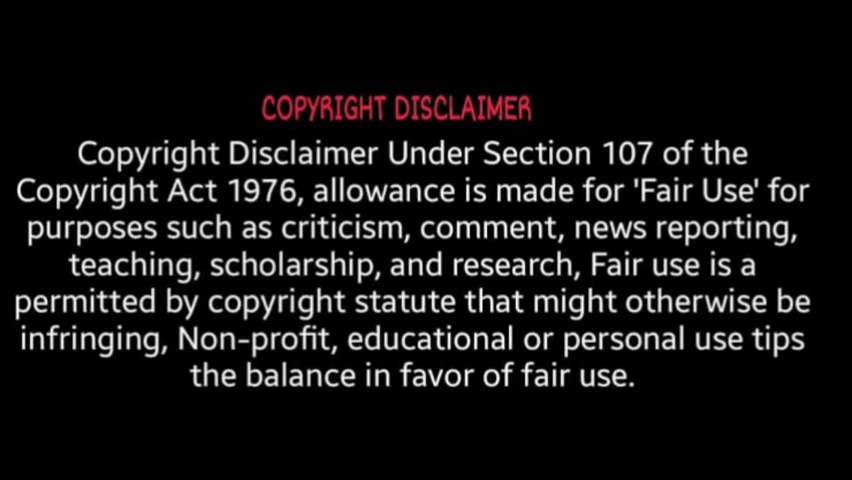 COPYRIGHT DISCLAIMER
Copyright Disclaimer Under Section 107 of the
Copyright Act 1976, allowance is made for 'Fair Use' for
purposes such as criticism, comment, news reporting,
teaching, scholarship, and research, Fair use is a
permitted by copyright statute that might otherwise be
infringing, Non-profit, educational or personal use tips
the balance in favor of fair use.